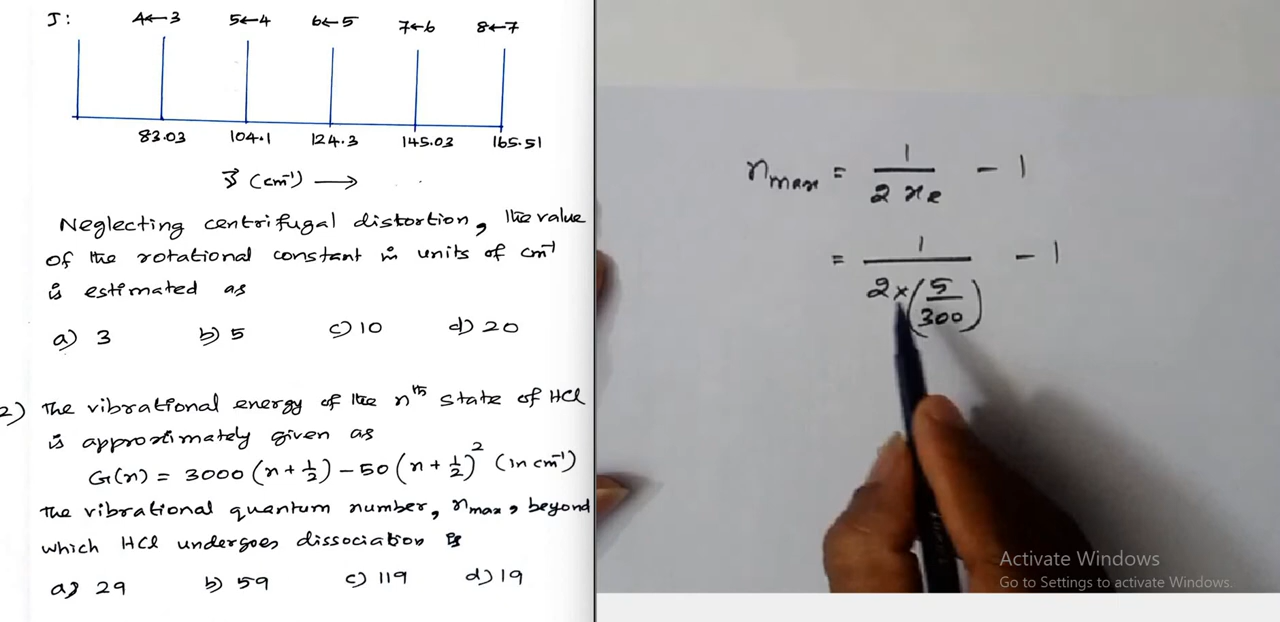 J: 4←3 5←4 6←5 7←6 8←7
83.03 104.1 124.3 145.03 165.51
ν̄ (cm⁻¹) →
Neglecting centrifugal distortion, the value
of the rotational constant in units of cm⁻¹
is estimated as
a) 3 b) 5 c) 10 d) 20
2) The vibrational energy of the nᵗʰ state of HCl
is approximately given as
G(n) = 3000 (n + 1/2) – 50 (n + 1/2)² (in cm⁻¹)
The vibrational quantum number, nmax, beyond
which HCl undergoes dissociation is
a) 29 b) 59 c) 119 d) 19
nmax = 1/(2 xe) – 1
= 1/(2 × (5/300)) – 1
Activate Windows
Go to Settings to activate Windows.